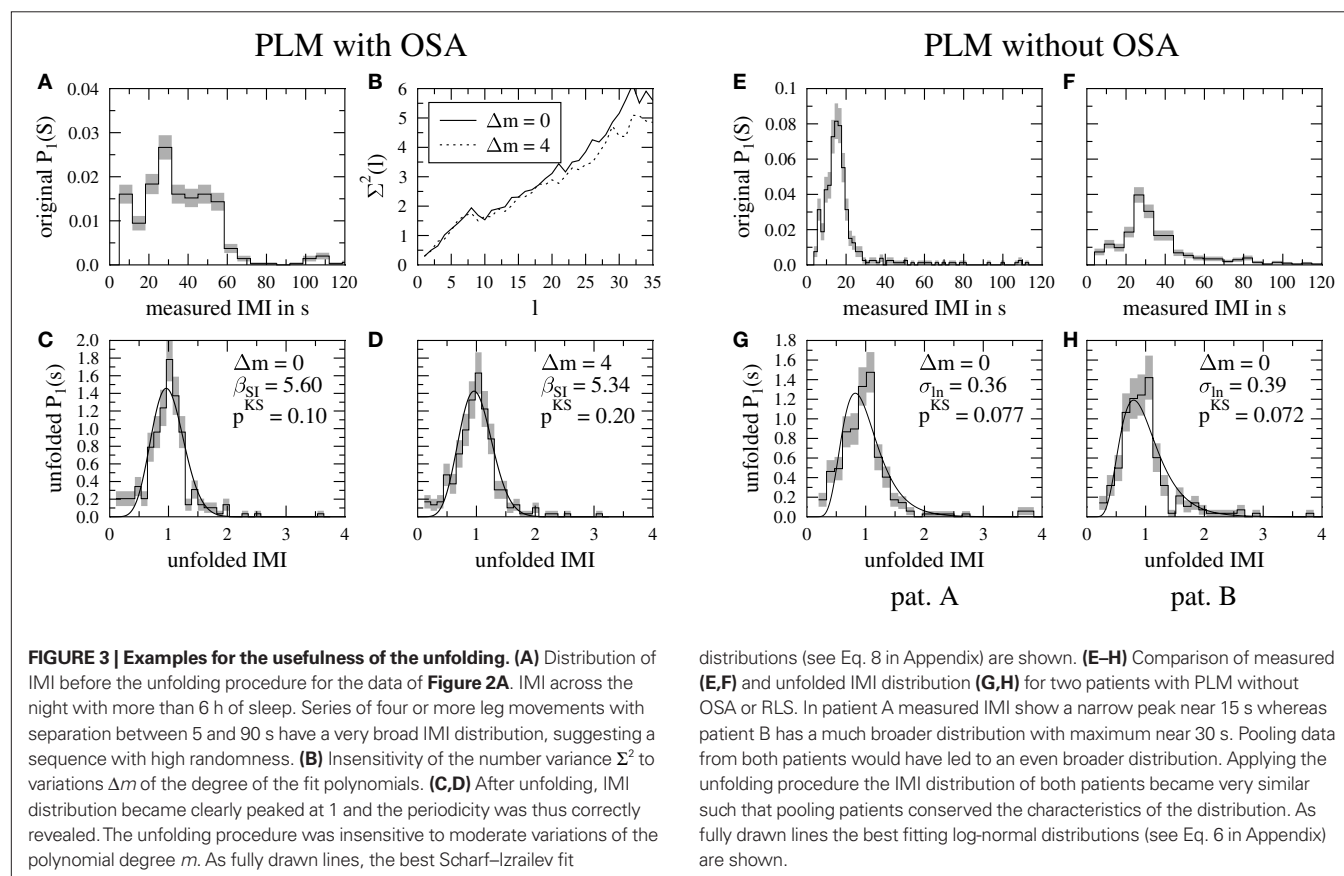 PLM with OSA
PLM without OSA
A
original P₁(S)
0.04
0.03
0.02
0.01
0.0
0 20 40 60 80 100 120
measured IMI in s
B
Σ²(l)
6
5
4
3
2
1
0
Δm = 0
Δm = 4
0 5 10 15 20 25 30 35
l
E
original P₁(S)
0.1
0.08
0.06
0.04
0.02
0.0
0 20 40 60 80 100 120
measured IMI in s
F
0 20 40 60 80 100 120
measured IMI in s
C
unfolded P₁(s)
2.0
1.8
1.6
1.4
1.2
1.0
0.8
0.6
0.4
0.2
0.0
Δm = 0
β_SI = 5.60
p^KS = 0.10
0 1 2 3 4
unfolded IMI
D
Δm = 4
β_SI = 5.34
p^KS = 0.20
0 1 2 3 4
unfolded IMI
G
unfolded P₁(s)
1.8
1.6
1.4
1.2
1.0
0.8
0.6
0.4
0.2
0.0
Δm = 0
σ_ln = 0.36
p^KS = 0.077
0 1 2 3 4
unfolded IMI
pat. A
H
Δm = 0
σ_ln = 0.39
p^KS = 0.072
0 1 2 3 4
unfolded IMI
pat. B
FIGURE 3 | Examples for the usefulness of the unfolding. (A) Distribution of
IMI before the unfolding procedure for the data of Figure 2A. IMI across the
night with more than 6 h of sleep. Series of four or more leg movements with
separation between 5 and 90 s have a very broad IMI distribution, suggesting a
sequence with high randomness. (B) Insensitivity of the number variance Σ² to
variations Δm of the degree of the fit polynomials. (C,D) After unfolding, IMI
distribution became clearly peaked at 1 and the periodicity was thus correctly
revealed. The unfolding procedure was insensitive to moderate variations of the
polynomial degree m. As fully drawn lines, the best Scharf–Izrailev fit
distributions (see Eq. 8 in Appendix) are shown. (E–H) Comparison of measured
(E,F) and unfolded IMI distribution (G,H) for two patients with PLM without
OSA or RLS. In patient A measured IMI show a narrow peak near 15 s whereas
patient B has a much broader distribution with maximum near 30 s. Pooling data
from both patients would have led to an even broader distribution. Applying the
unfolding procedure the IMI distribution of both patients became very similar
such that pooling patients conserved the characteristics of the distribution. As
fully drawn lines the best fitting log-normal distributions (see Eq. 6 in Appendix)
are shown.